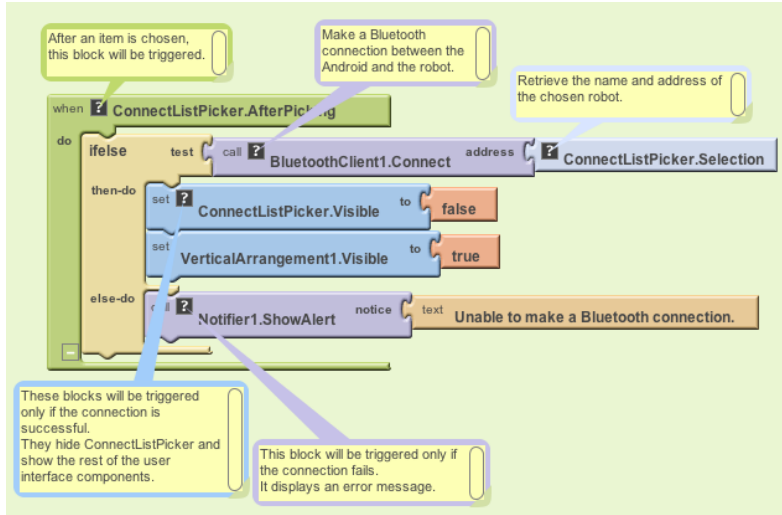 After an item is chosen,
this block will be triggered.
Make a Bluetooth
connection between the
Android and the robot.
Retrieve the name and address of
the chosen robot.
when ? ConnectListPicker.AfterPicking
do
ifelse test call ? BluetoothClient1.Connect address ? ConnectListPicker.Selection
then-do set ? ConnectListPicker.Visible to false
set VerticalArrangement1.Visible to true
else-do call ? Notifier1.ShowAlert notice text Unable to make a Bluetooth connection.
These blocks will be triggered
only if the connection is
successful.
They hide ConnectListPicker and
show the rest of the user
interface components.
This block will be triggered only if
the connection fails.
It displays an error message.